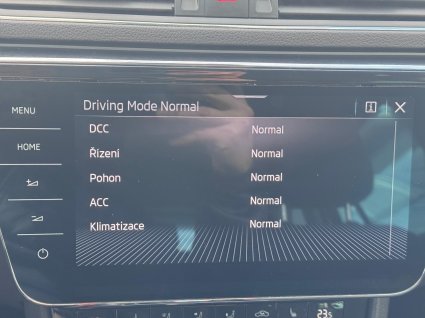 MENU
HOME
Driving Mode Normal
DCC Normal
Řízení Normal
Pohon Normal
ACC Normal
Klimatizace Normal